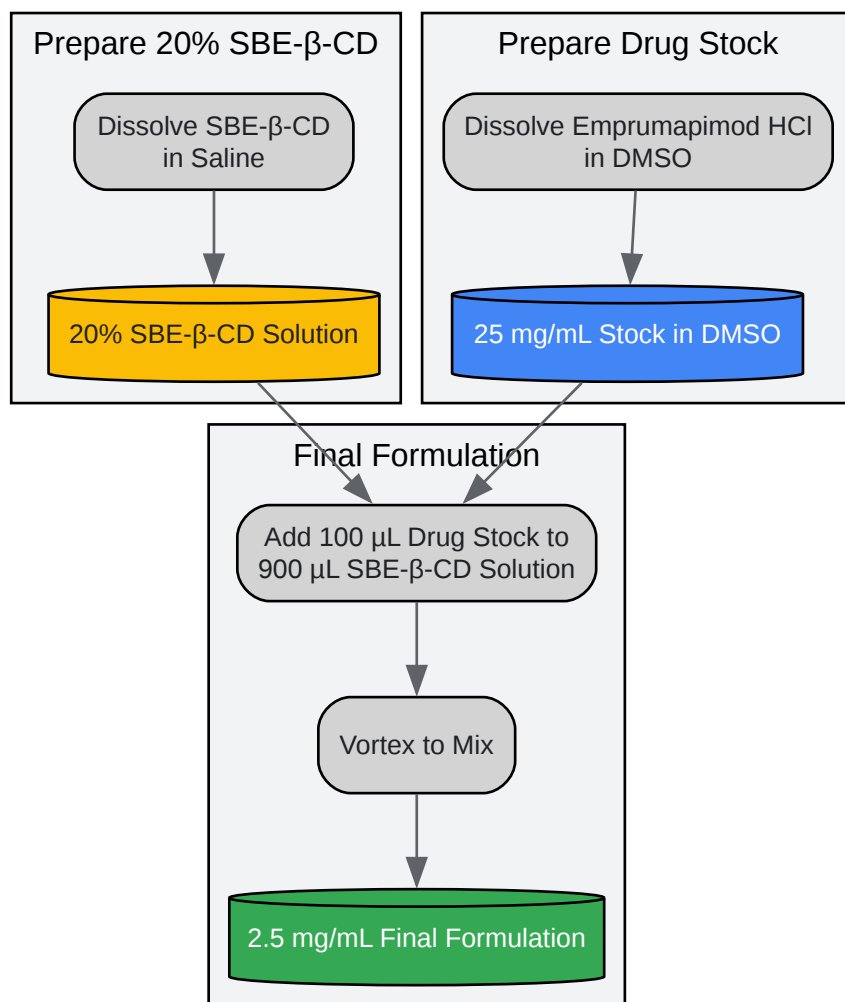 Prepare 20% SBE-β-CD
Dissolve SBE-β-CD
in Saline
20% SBE-β-CD Solution
Prepare Drug Stock
Dissolve Emprumapimod HCl
in DMSO
25 mg/mL Stock in DMSO
Final Formulation
Add 100 µL Drug Stock to
900 µL SBE-β-CD Solution
Vortex to Mix
2.5 mg/mL Final Formulation